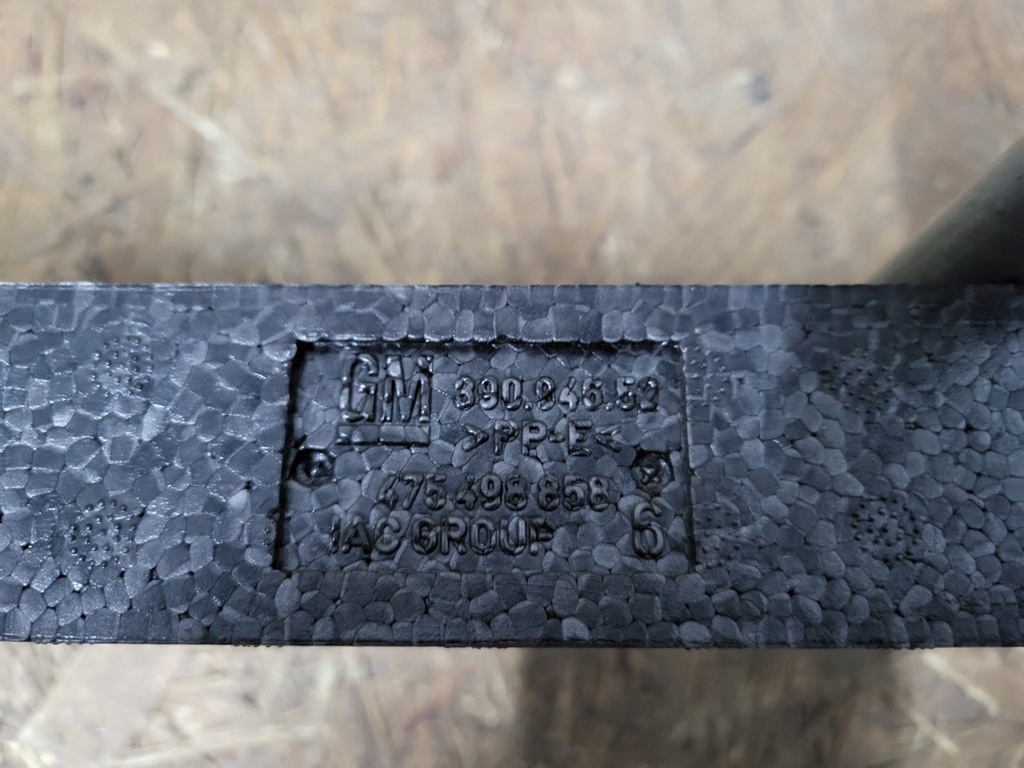 GM 390.946.52
>PP-E<
475 498 858
IAC GROUP 6